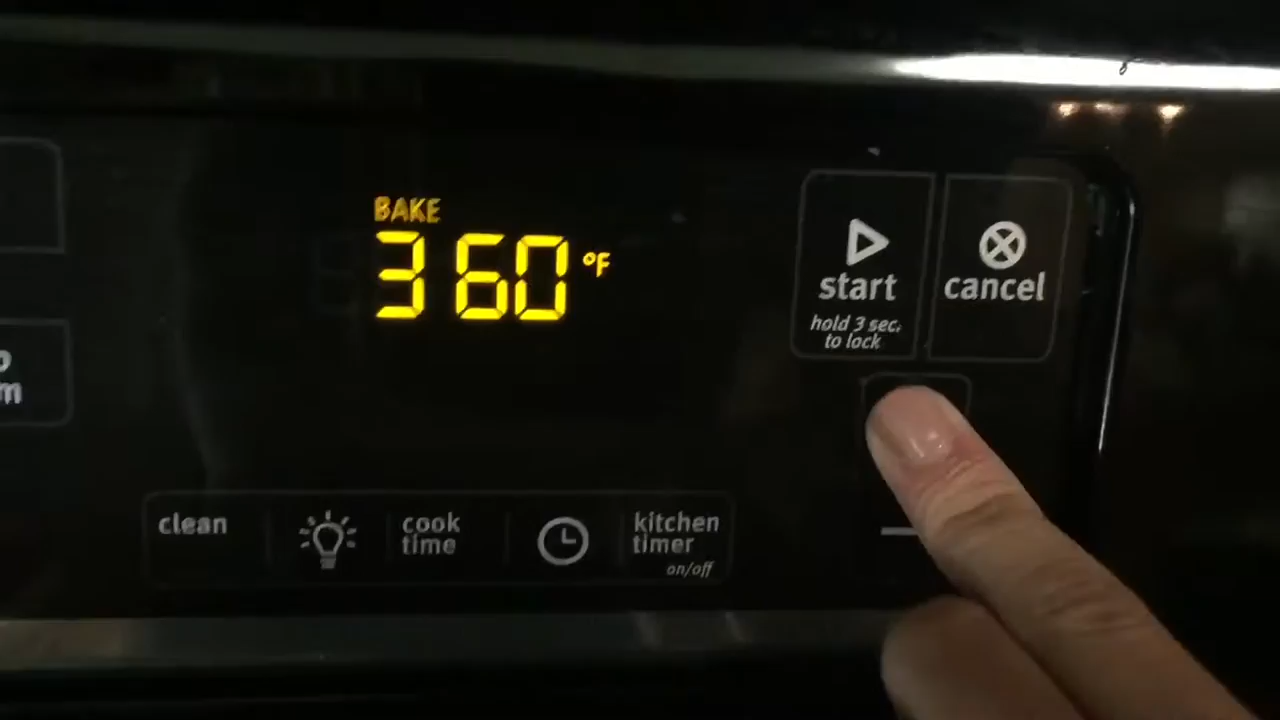 BAKE
360°F
start
hold 3 sec.
to lock
cancel
m
clean
cook
time
kitchen
timer
on/off